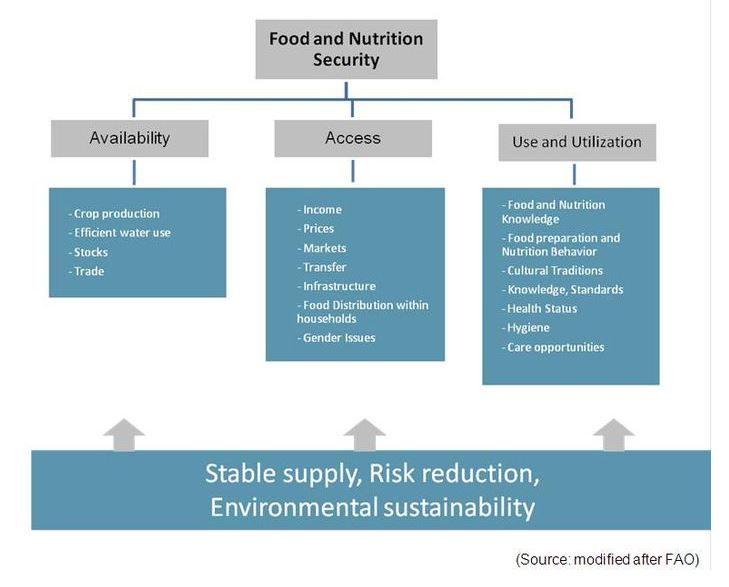 Food and Nutrition
Security
Availability
Access
Use and Utilization
- Crop production
- Efficient water use
- Stocks
- Trade
- Income
- Prices
- Markets
- Transfer
- Infrastructure
- Food Distribution within
households
- Gender Issues
- Food and Nutrition
Knowledge
- Food preparation and
Nutrition Behavior
- Cultural Traditions
- Knowledge, Standards
- Health Status
- Hygiene
- Care opportunities
Stable supply, Risk reduction,
Environmental sustainability
(Source: modified after FAO)